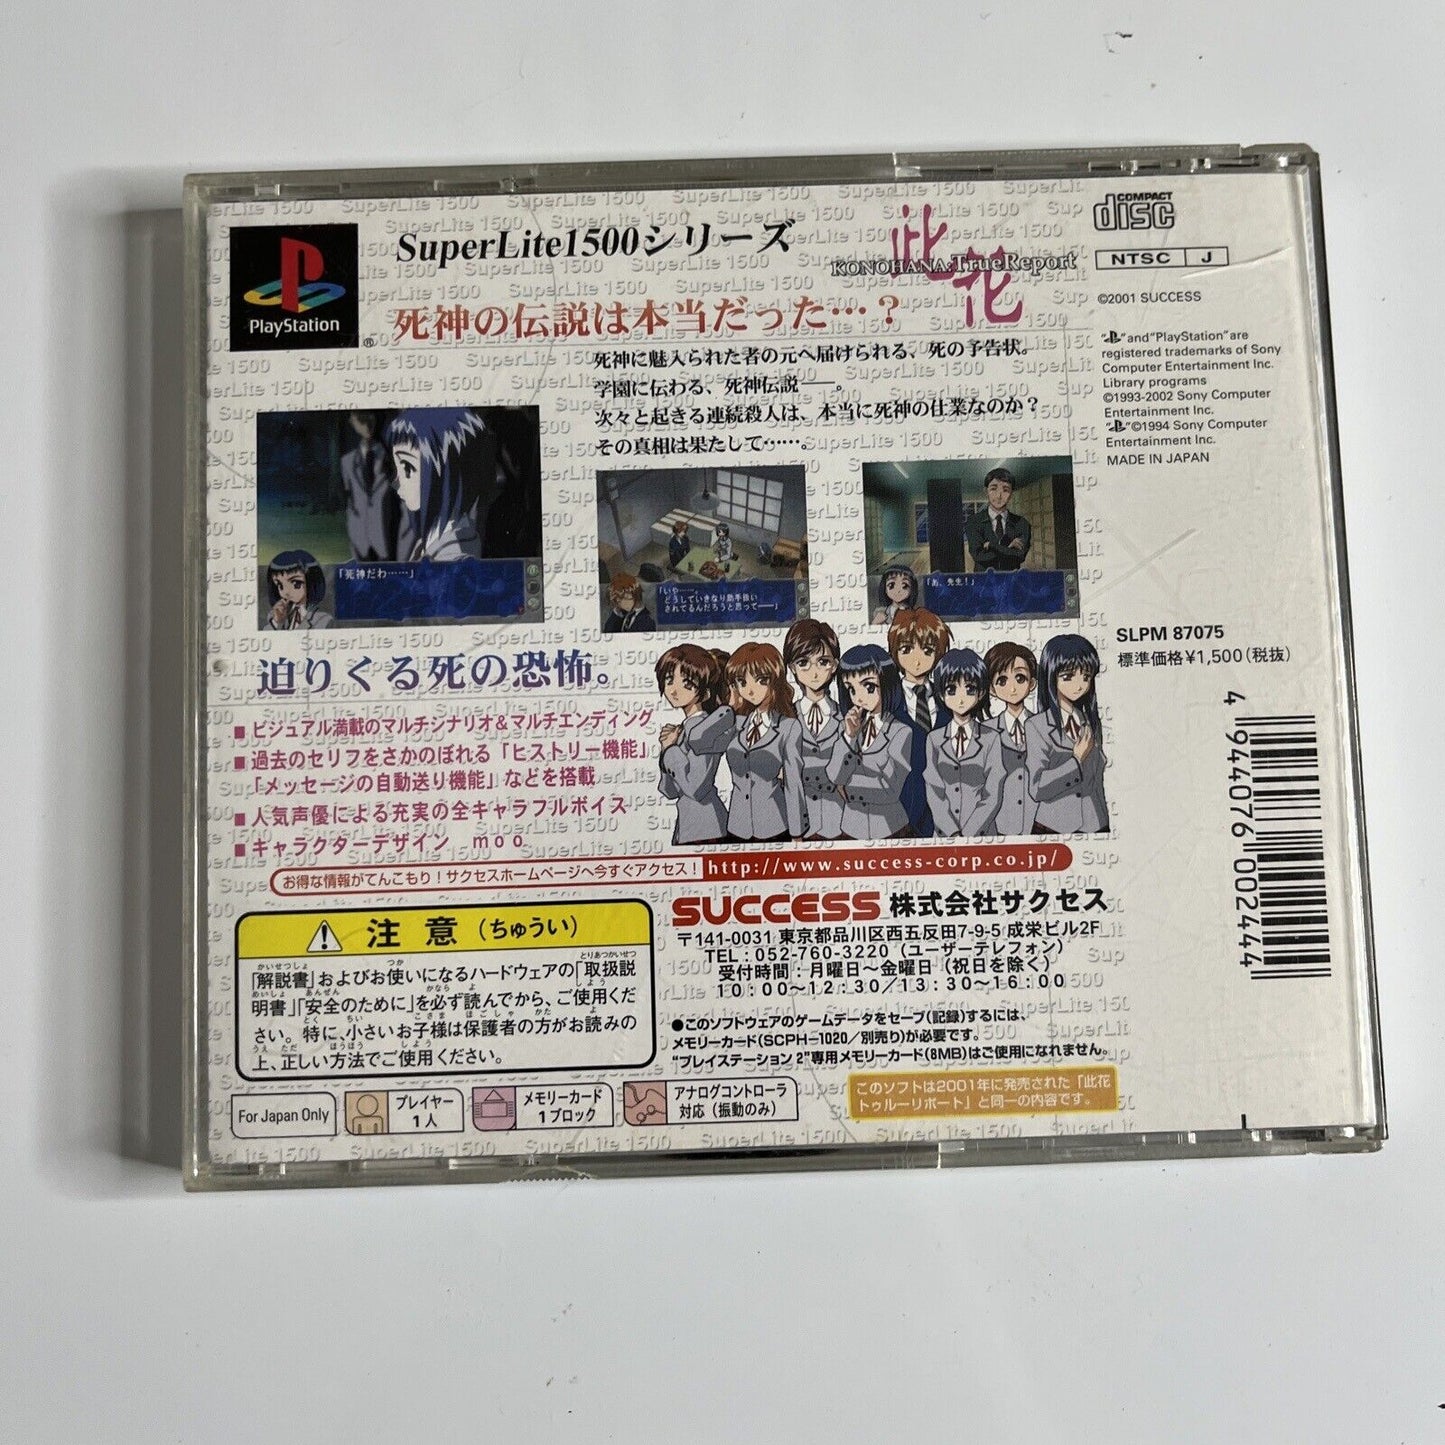 SuperLite1500シリーズ
此花
KONOHANA:TrueReport
COMPACT
disc
NTSC J
PlayStation
®
©2001 SUCCESS
死神の伝説は本当だった…？
死神に魅入られた者の元へ届けられる、死の予告状。
学園に伝わる、死神伝説――。
次々と起きる連続殺人は、本当に死神の仕業なのか？
その真相は果たして……。
" "and"PlayStation"are
registered trademarks of Sony
Computer Entertainment Inc.
Library programs
©1993-2002 Sony Computer
Entertainment Inc.
" "©1994 Sony Computer
Entertainment Inc.
MADE IN JAPAN
「死神だわ……」
「いや……。
どうしていきなり助手扱い
されてるんだろうと思って――」
「あ、先生！」
SLPM 87075
標準価格¥1,500(税抜)
迫りくる死の恐怖。
■ビジュアル満載のマルチシナリオ&マルチエンディング
■過去のセリフをさかのぼれる「ヒストリー機能」
「メッセージの自動送り機能」などを搭載
■人気声優による充実の全キャラフルボイス
■キャラクターデザイン moo
お得な情報がてんこもり！サクセスホームページへ今すぐアクセス！ http://www.success-corp.co.jp/
4 944076 002444
SUCCESS 株式会社サクセス
〒141-0031 東京都品川区西五反田7-9-5 成栄ビル2F
TEL：052-760-3220（ユーザーテレフォン）
受付時間：月曜日～金曜日（祝日を除く）
10：00～12：30／13：30～16：00
注意（ちゅうい）
「解説書」およびお使いになるハードウェアの「取扱説
明書」「安全のために」を必ず読んでから、ご使用くだ
さい。特に、小さいお子様は保護者の方がお読みの
上、正しい方法でご使用ください。
●このソフトウェアのゲームデータをセーブ(記録)するには、
メモリーカード(SCPH-1020/別売り)が必要です。
"プレイステーション 2"専用メモリーカード(8MB)はご使用になれません。
For Japan Only
プレイヤー
1人
メモリーカード
1ブロック
アナログコントローラ
対応（振動のみ）
このソフトは2001年に発売された「此花
トゥルーリポート」と同一の内容です。